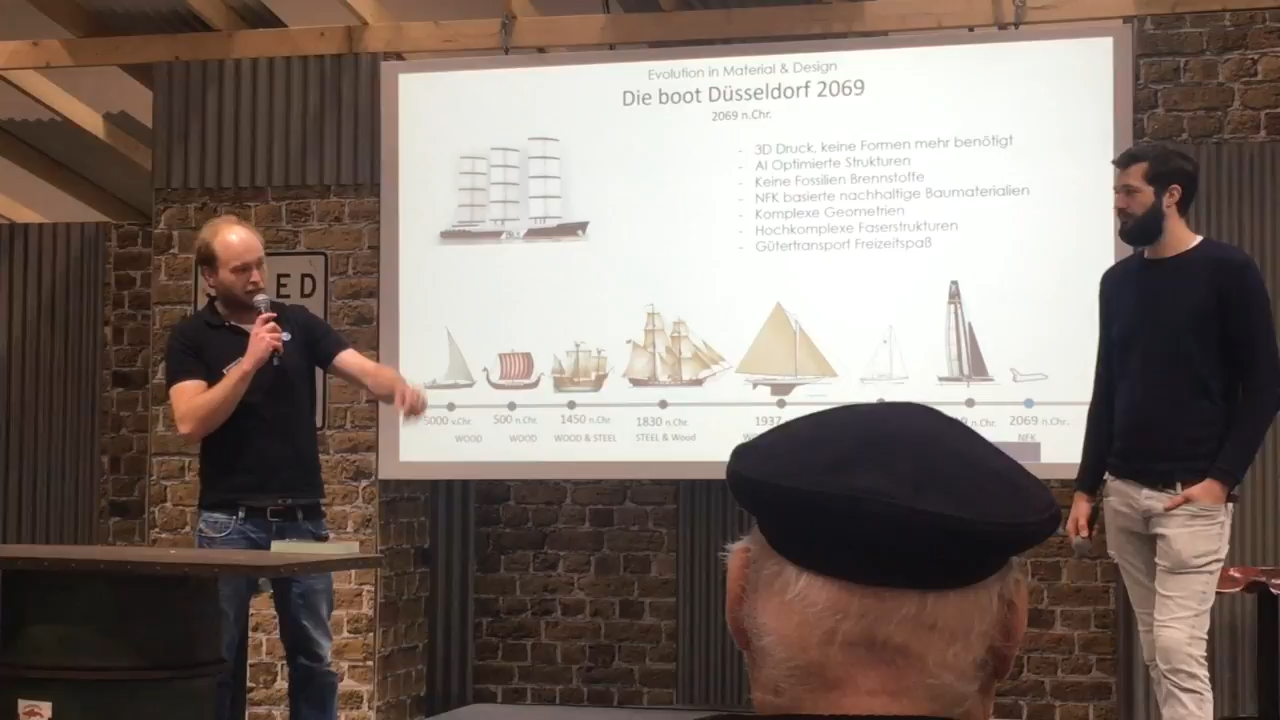 Evolution in Material & Design
Die boot Düsseldorf 2069
2069 n.Chr.
- 3D Druck, keine Formen mehr benötigt
- AI Optimierte Strukturen
- Keine Fossilien Brennstoffe
- NFK basierte nachhaltige Baumaterialien
- Komplexe Geometrien
- Hochkomplexe Faserstrukturen
- Gütertransport Freizeitspaß
ED
5000 v.Chr. 500 n.Chr. 1450 n.Chr. 1830 n.Chr. 1937 n.Chr. 2069 n.Chr.
WOOD WOOD WOOD & STEEL STEEL & Wood NFK